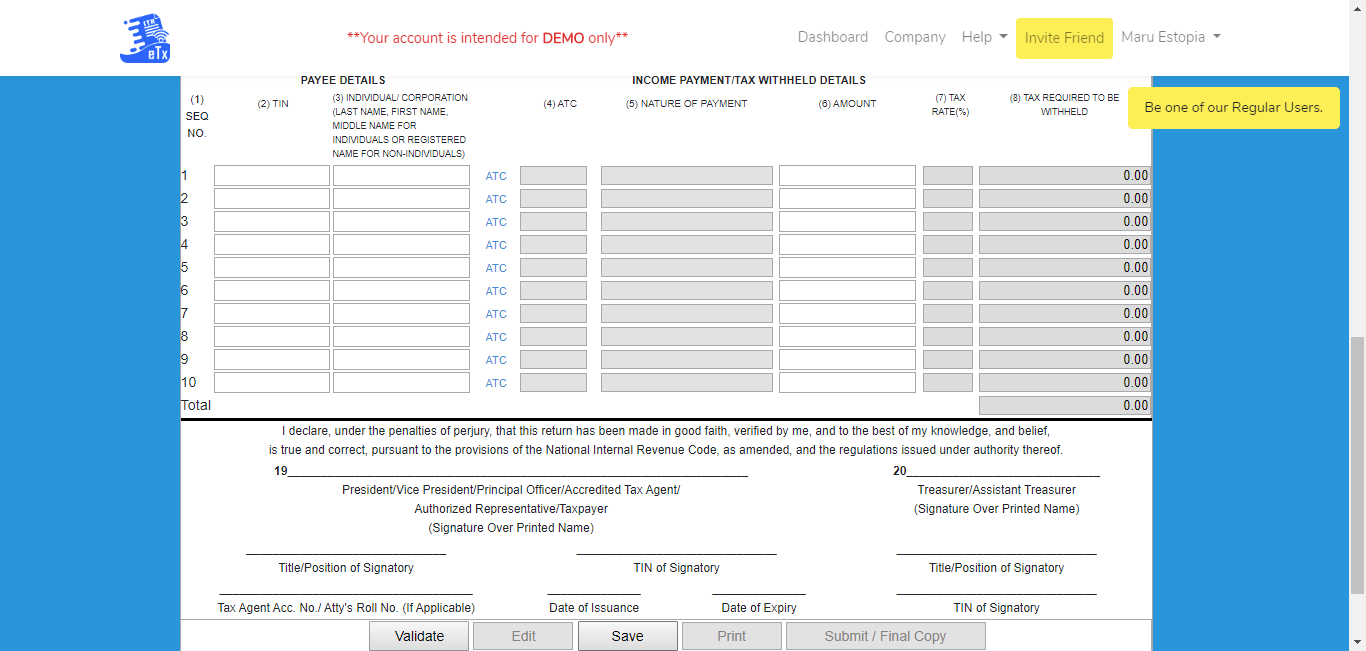 ITR
eTx
**Your account is intended for DEMO only**
Dashboard Company Help Invite Friend Maru Estopia
Be one of our Regular Users.
PAYEE DETAILS INCOME PAYMENT/TAX WITHHELD DETAILS
(1)
SEQ
NO.
(2) TIN
(3) INDIVIDUAL/ CORPORATION
(LAST NAME, FIRST NAME,
MIDDLE NAME FOR
INDIVIDUALS OR REGISTERED
NAME FOR NON-INDIVIDUALS)
(4) ATC
(5) NATURE OF PAYMENT
(6) AMOUNT
(7) TAX
RATE(%)
(8) TAX REQUIRED TO BE
WITHHELD
1 ATC 0.00
2 ATC 0.00
3 ATC 0.00
4 ATC 0.00
5 ATC 0.00
6 ATC 0.00
7 ATC 0.00
8 ATC 0.00
9 ATC 0.00
10 ATC 0.00
Total 0.00
I declare, under the penalties of perjury, that this return has been made in good faith, verified by me, and to the best of my knowledge, and belief,
is true and correct, pursuant to the provisions of the National Internal Revenue Code, as amended, and the regulations issued under authority thereof.
19 20
President/Vice President/Principal Officer/Accredited Tax Agent/ Treasurer/Assistant Treasurer
Authorized Representative/Taxpayer (Signature Over Printed Name)
(Signature Over Printed Name)
Title/Position of Signatory TIN of Signatory Title/Position of Signatory
Tax Agent Acc. No./ Atty's Roll No. (If Applicable) Date of Issuance Date of Expiry TIN of Signatory
Validate Edit Save Print Submit / Final Copy